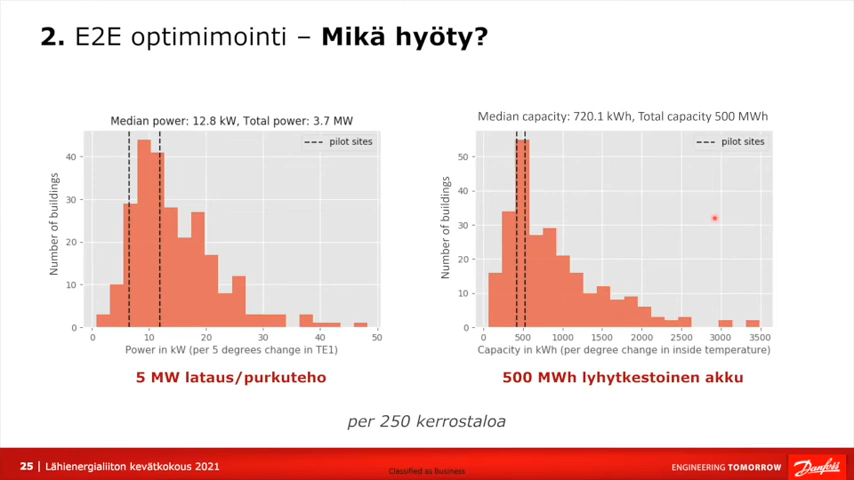 2. E2E optimimointi – Mikä hyöty?
Median power: 12.8 kW, Total power: 3.7 MW
pilot sites
Number of buildings
40
30
20
10
0
0 10 20 30 40 50
Power in kW (per 5 degrees change in TE1)
5 MW lataus/purkuteho
Median capacity: 720.1 kWh, Total capacity 500 MWh
pilot sites
Number of buildings
50
40
30
20
10
0
0 500 1000 1500 2000 2500 3000 3500
Capacity in kWh (per degree change in inside temperature)
500 MWh lyhytkestoinen akku
per 250 kerrostaloa
25 | Lähienergialiiton kevätkokous 2021
Classified as Business
ENGINEERING TOMORROW
Danfoss